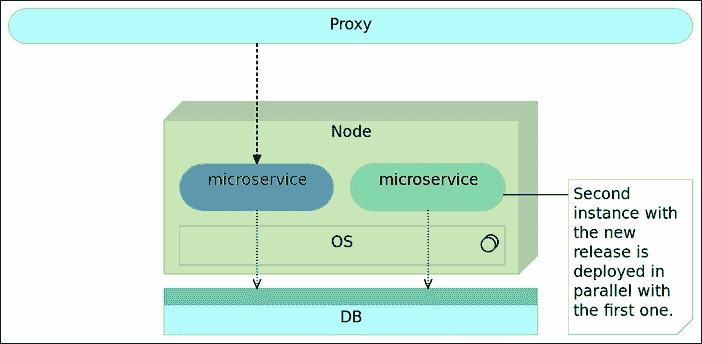 Proxy
Node
microservice
microservice
OS
DB
Second
instance with
the new
release is
deployed in
parallel with
the first one.